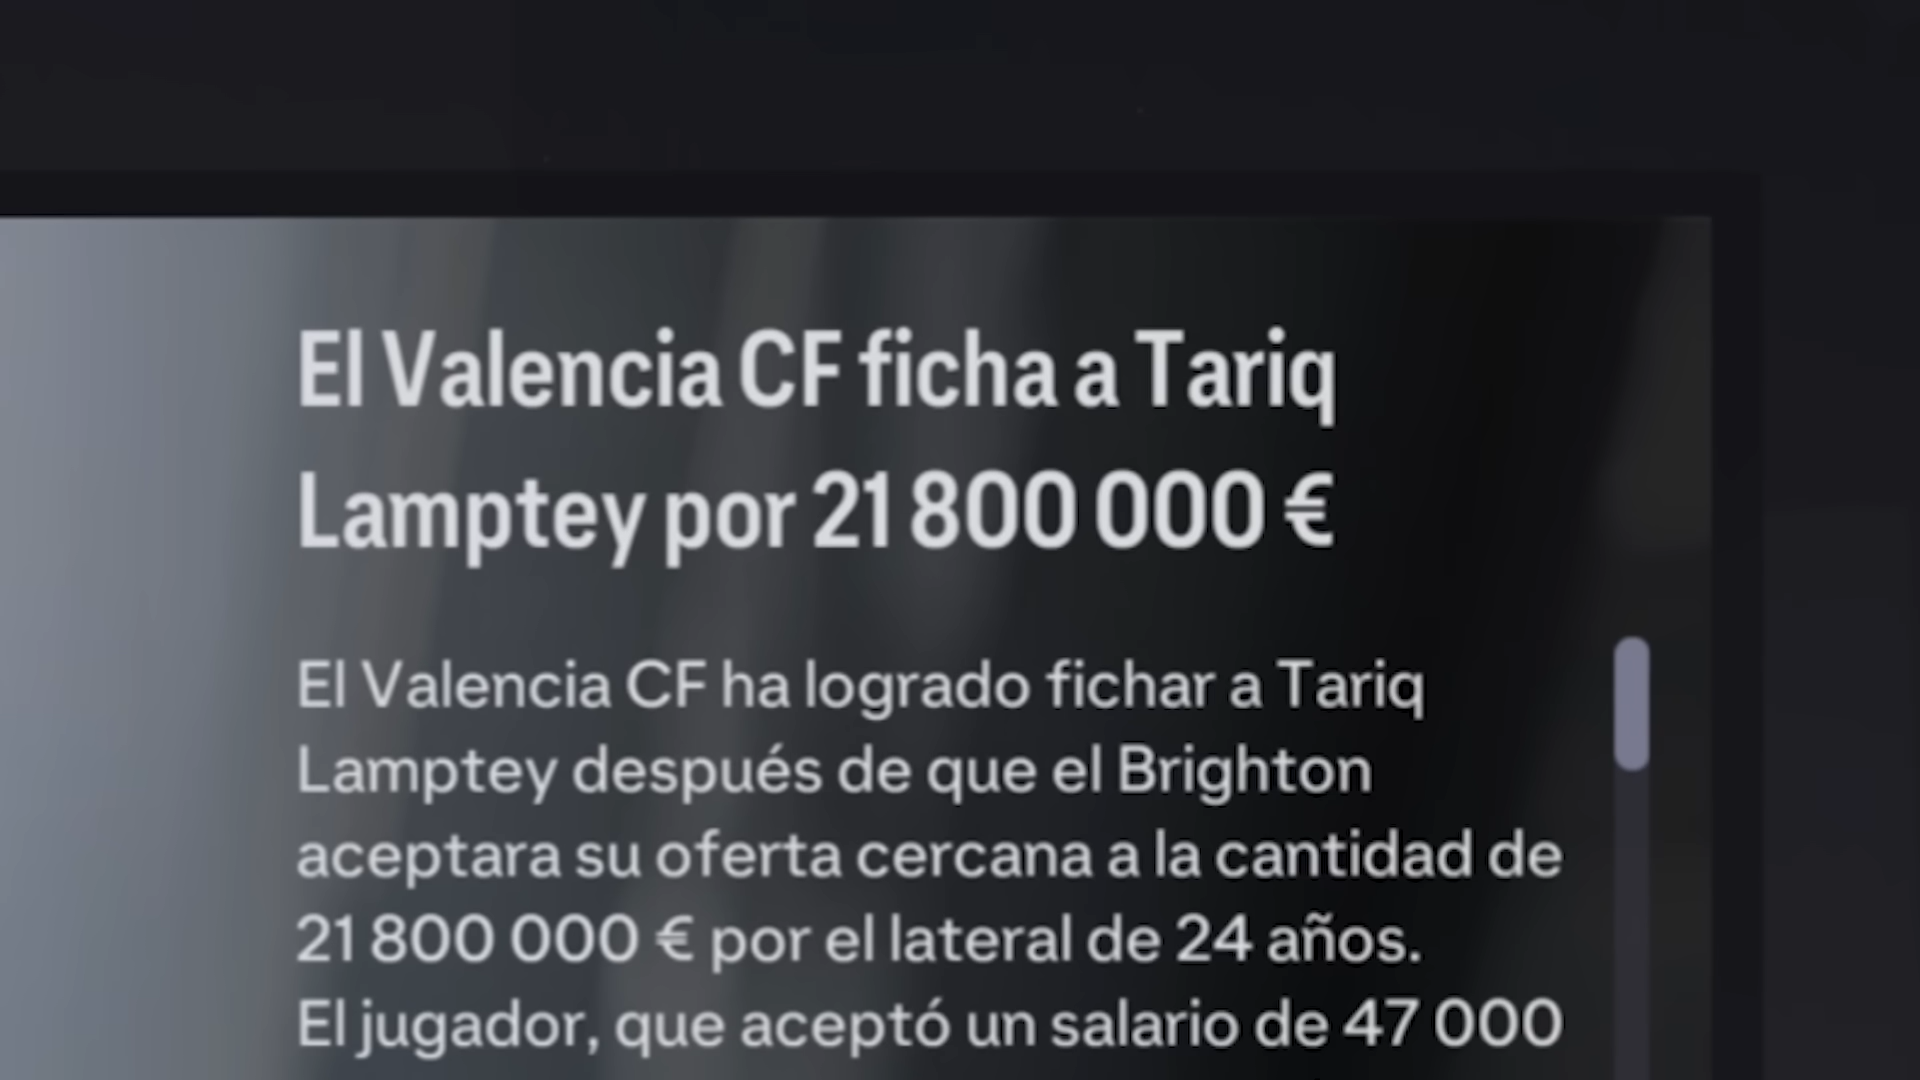 El Valencia CF ficha a Tariq
Lamptey por 21 800 000 €
El Valencia CF ha logrado fichar a Tariq
Lamptey después de que el Brighton
aceptara su oferta cercana a la cantidad de
21 800 000 € por el lateral de 24 años.
El jugador, que aceptó un salario de 47 000